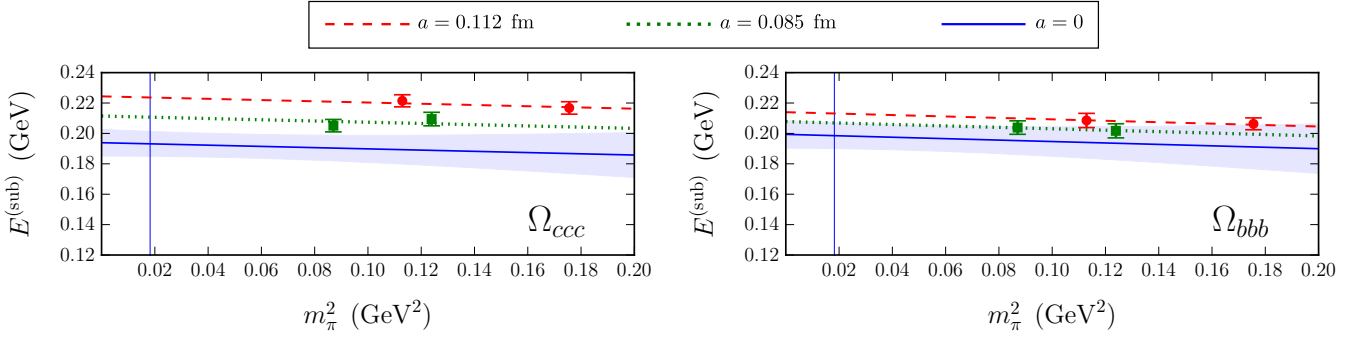 a = 0.112 fm
a = 0.085 fm
a = 0
0.24
0.22
0.20
0.18
0.16
0.14
0.12
E^(sub) (GeV)
Ω_ccc
0.02 0.04 0.06 0.08 0.10 0.12 0.14 0.16 0.18 0.20
m_π^2 (GeV^2)
0.24
0.22
0.20
0.18
0.16
0.14
0.12
E^(sub) (GeV)
Ω_bbb
0.02 0.04 0.06 0.08 0.10 0.12 0.14 0.16 0.18 0.20
m_π^2 (GeV^2)